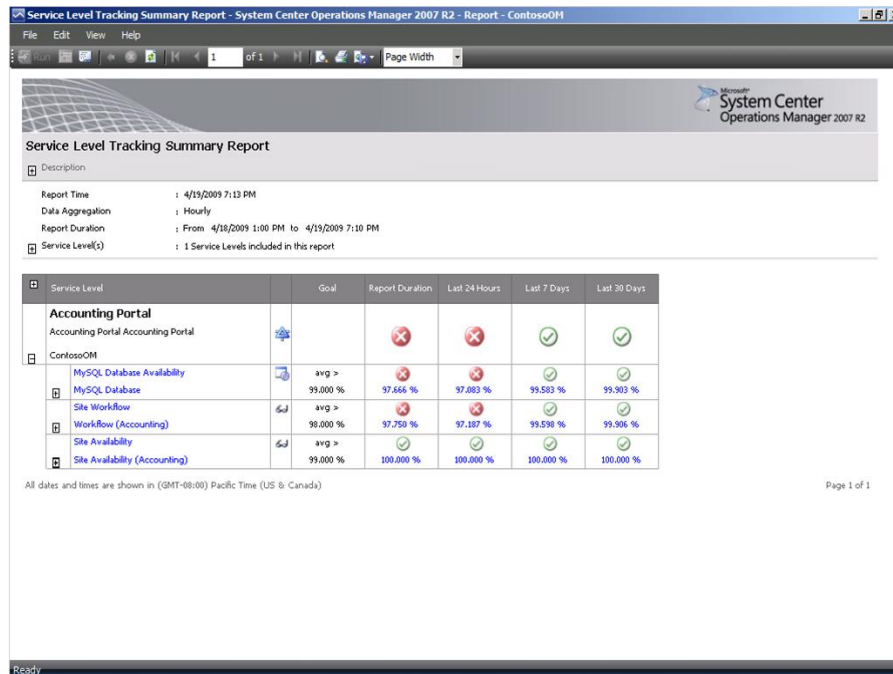 Service Level Tracking Summary Report - System Center Operations Manager 2007 R2 - Report - ContosoOM
File Edit View Help
Run 1 of 1 Page Width
Microsoft
System Center
Operations Manager 2007 R2
Service Level Tracking Summary Report
Description
Report Time : 4/19/2009 7:13 PM
Data Aggregation : Hourly
Report Duration : From 4/18/2009 1:00 PM to 4/19/2009 7:10 PM
Service Level(s) : 1 Service Levels included in this report
Service Level Goal Report Duration Last 24 Hours Last 7 Days Last 30 Days
Accounting Portal
Accounting Portal Accounting Portal
ContosoOM
MySQL Database Availability avg >
MySQL Database 99.000 % 97.666 % 97.083 % 99.583 % 99.903 %
Site Workflow avg >
Workflow (Accounting) 98.000 % 97.750 % 97.187 % 99.598 % 99.906 %
Site Availability avg >
Site Availability (Accounting) 99.000 % 100.000 % 100.000 % 100.000 % 100.000 %
All dates and times are shown in (GMT-08:00) Pacific Time (US & Canada) Page 1 of 1
Ready